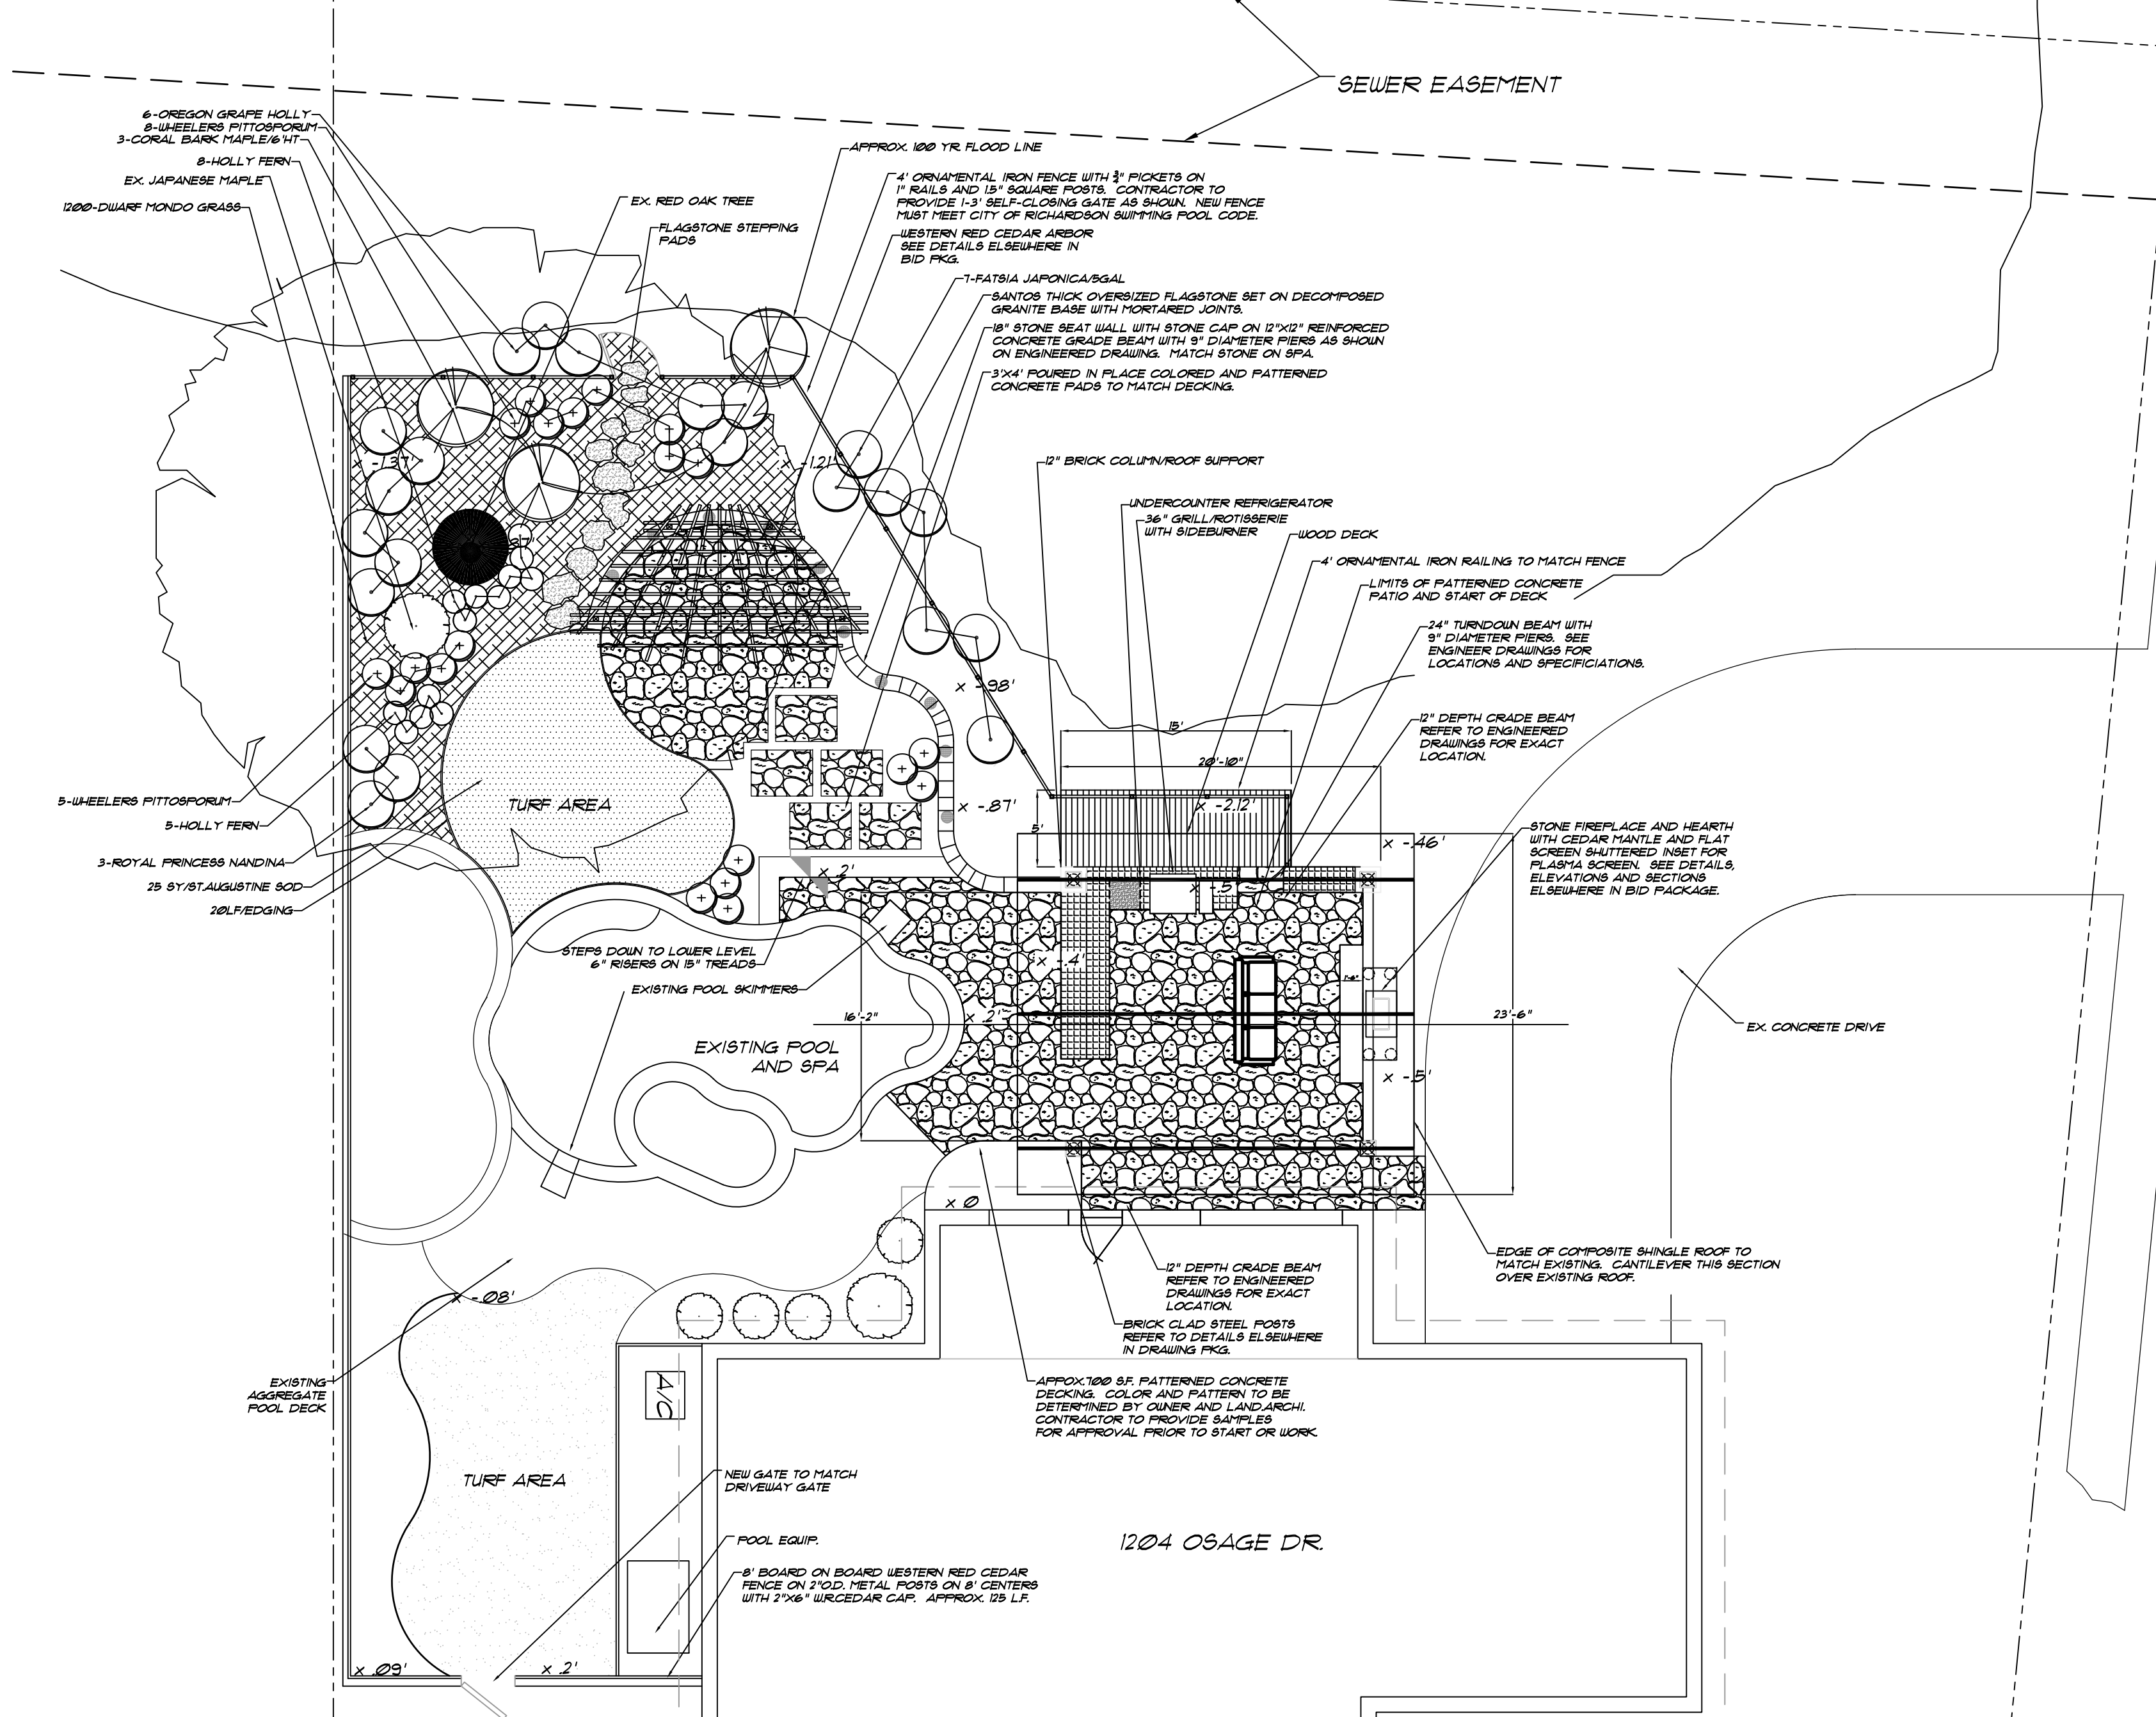 SEWER EASEMENT
6-OREGON GRAPE HOLLY
8-WHEELERS PITTOSPORUM
3-CORAL BARK MAPLE/6'HT
8-HOLLY FERN
EX. JAPANESE MAPLE
1200-DWARF MONDO GRASS
APPROX. 100 YR. FLOOD LINE
4' ORNAMENTAL IRON FENCE WITH 3/4" PICKETS ON
1" RAILS AND 1.5" SQUARE POSTS. CONTRACTOR TO
PROVIDE 1-3' SELF-CLOSING GATE AS SHOWN. NEW FENCE
MUST MEET CITY OF RICHARDSON SWIMMING POOL CODE.
EX. RED OAK TREE
FLAGSTONE STEPPING
PADS
WESTERN RED CEDAR ARBOR
SEE DETAILS ELSEWHERE IN
BID PKG.
7-FATSIA JAPONICA/5GAL
SANTOS THICK OVERSIZED FLAGSTONE SET ON DECOMPOSED
GRANITE BASE WITH MORTARED JOINTS.
18" STONE SEAT WALL WITH STONE CAP ON 12"X12" REINFORCED
CONCRETE GRADE BEAM WITH 9" DIAMETER PIERS AS SHOWN
ON ENGINEERED DRAWING. MATCH STONE ON SPA.
3'X4' POURED IN PLACE COLORED AND PATTERNED
CONCRETE PADS TO MATCH DECKING.
X -1.37'
X -1.21'
12" BRICK COLUMN/ROOF SUPPORT
UNDERCOUNTER REFRIGERATOR
36" GRILL/ROTISSERIE
WITH SIDEBURNER
WOOD DECK
4' ORNAMENTAL IRON RAILING TO MATCH FENCE
LIMITS OF PATTERNED CONCRETE
PATIO AND START OF DECK
24" TURNDOWN BEAM WITH
9" DIAMETER PIERS. SEE
ENGINEER DRAWINGS FOR
LOCATIONS AND SPECIFICIATIONS.
X -.98'
12" DEPTH CRADE BEAM
REFER TO ENGINEERED
DRAWINGS FOR EXACT
LOCATION.
15'
20'-10"
5'
X -2.12'
X -.87'
X -.46'
TURF AREA
5-WHEELERS PITTOSPORUM
5-HOLLY FERN
3-ROYAL PRINCESS NANDINA
25 SY/ST.AUGUSTINE SOD
20LF/EDGING
X .2'
X -.5'
STONE FIREPLACE AND HEARTH
WITH CEDAR MANTLE AND FLAT
SCREEN SHUTTERED INSET FOR
PLASMA SCREEN. SEE DETAILS,
ELEVATIONS AND SECTIONS
ELSEWHERE IN BID PACKAGE.
STEPS DOWN TO LOWER LEVEL
6" RISERS ON 15" TREADS
EXISTING POOL SKIMMERS
X -.4'
1'-6"
16'-2"
X .2'
23'-6"
EX. CONCRETE DRIVE
EXISTING POOL
AND SPA
X -.5'
X 0
X -.08'
12" DEPTH CRADE BEAM
REFER TO ENGINEERED
DRAWINGS FOR EXACT
LOCATION.
EDGE OF COMPOSITE SHINGLE ROOF TO
MATCH EXISTING. CANTILEVER THIS SECTION
OVER EXISTING ROOF.
BRICK CLAD STEEL POSTS
REFER TO DETAILS ELSEWHERE
IN DRAWING PKG.
EXISTING
AGGREGATE
POOL DECK
A/C
APPOX.700 S.F. PATTERNED CONCRETE
DECKING. COLOR AND PATTERN TO BE
DETERMINED BY OWNER AND LAND.ARCHI.
CONTRACTOR TO PROVIDE SAMPLES
FOR APPROVAL PRIOR TO START OR WORK.
TURF AREA
NEW GATE TO MATCH
DRIVEWAY GATE
POOL EQUIP.
1204 OSAGE DR.
8' BOARD ON BOARD WESTERN RED CEDAR
FENCE ON 2"O.D. METAL POSTS ON 8' CENTERS
WITH 2"X6" W.R.CEDAR CAP. APPROX. 125 L.F.
X .09'
X .2'